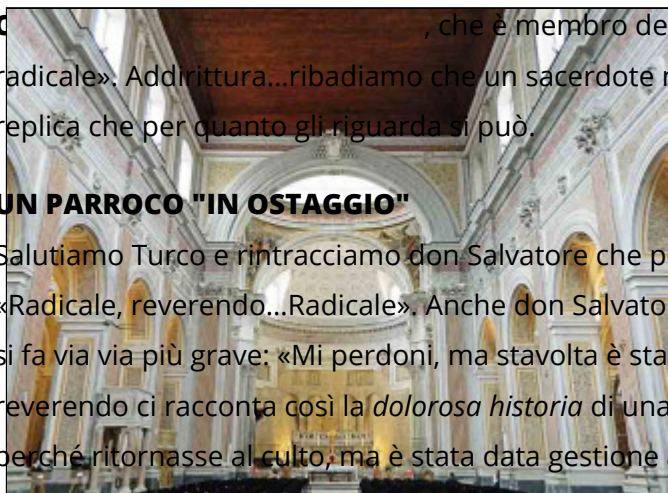 , che è membro de
radicale». Addirittura...ribadiamo che un sacerdote
replica che per quanto gli riguarda si può.
UN PARROCO "IN OSTAGGIO"
Salutiamo Turco e rintracciamo don Salvatore che p
«Radicale, reverendo...Radicale». Anche don Salvato
si fa via via più grave: «Mi perdoni, ma stavolta è sta
reverendo ci racconta così la dolorosa historia di una
perché ritornasse al culto, ma è stata data gestione